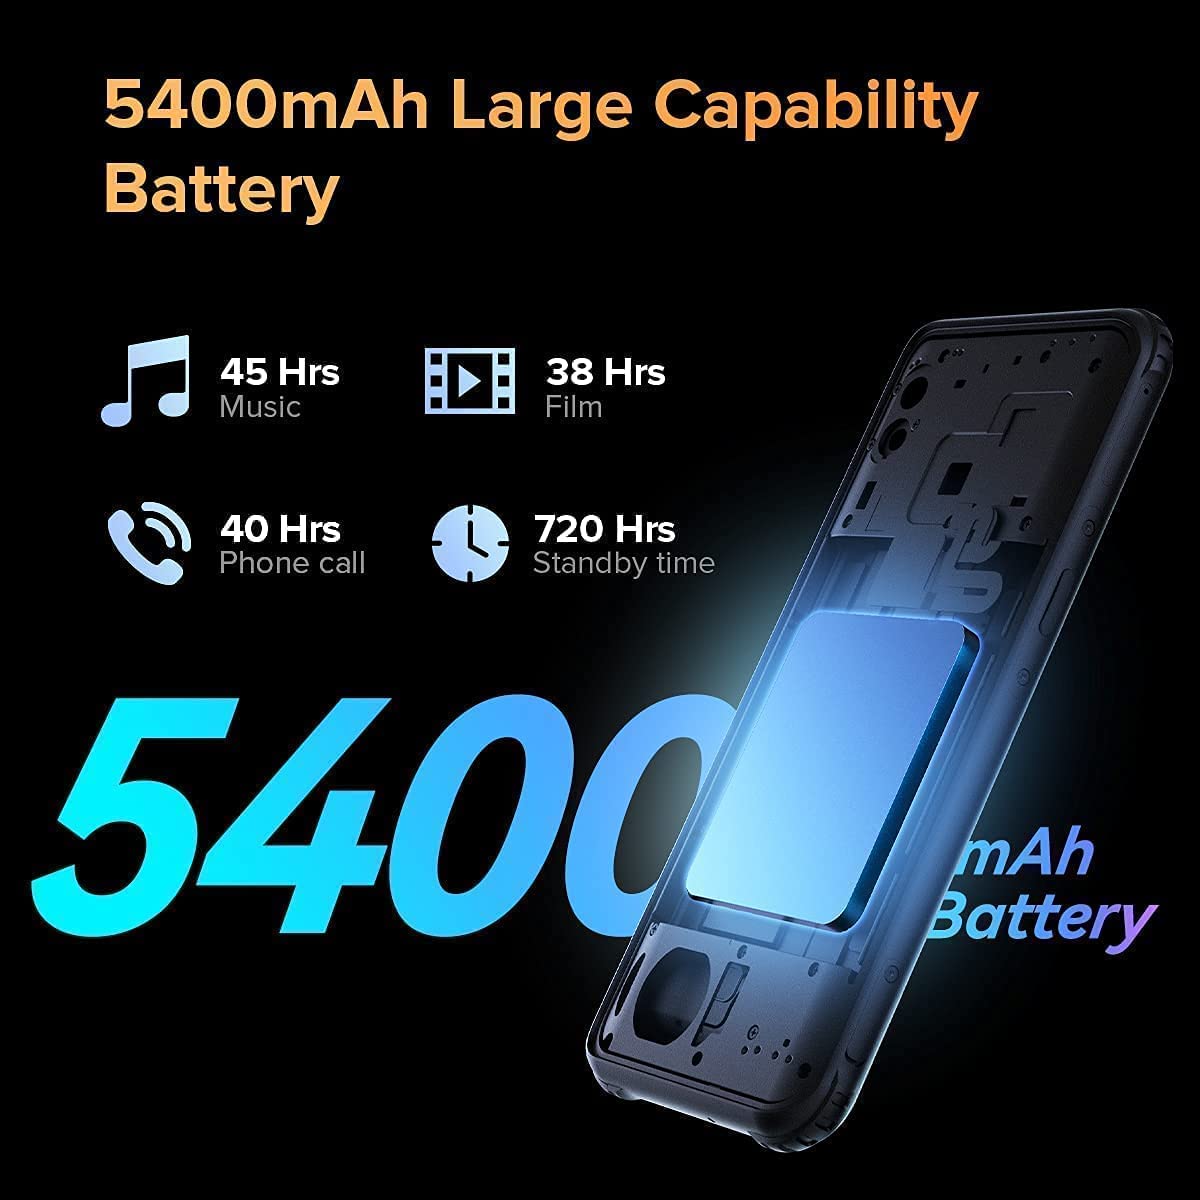 5400mAh Large Capability
Battery
45 Hrs
Music
38 Hrs
Film
40 Hrs
Phone call
720 Hrs
Standby time
5400
mAh
Battery